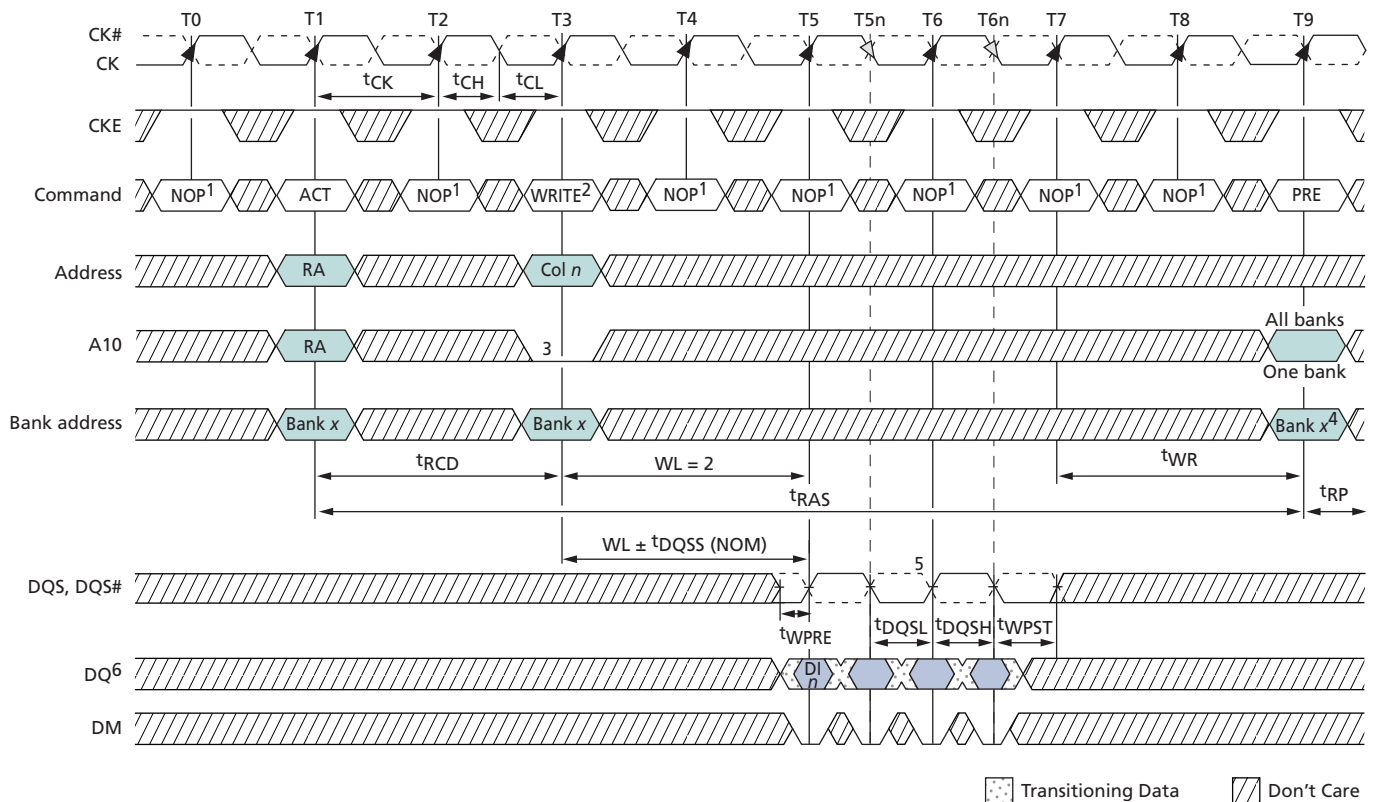 T0 T1 T2 T3 T4 T5 T5n T6 T6n T7 T8 T9
CK#
CK
tCK tCH tCL
CKE
Command NOP1 ACT NOP1 WRITE2 NOP1 NOP1 NOP1 NOP1 NOP1 PRE
Address RA Col n
All banks
A10 RA 3
One bank
Bank address Bank x Bank x Bank x4
tRCD WL = 2 tWR
tRAS tRP
WL ± tDQSS (NOM)
5
DQS, DQS#
tWPRE tDQSL tDQSH tWPST
DQ6 DI
n
DM
Transitioning Data Don't Care